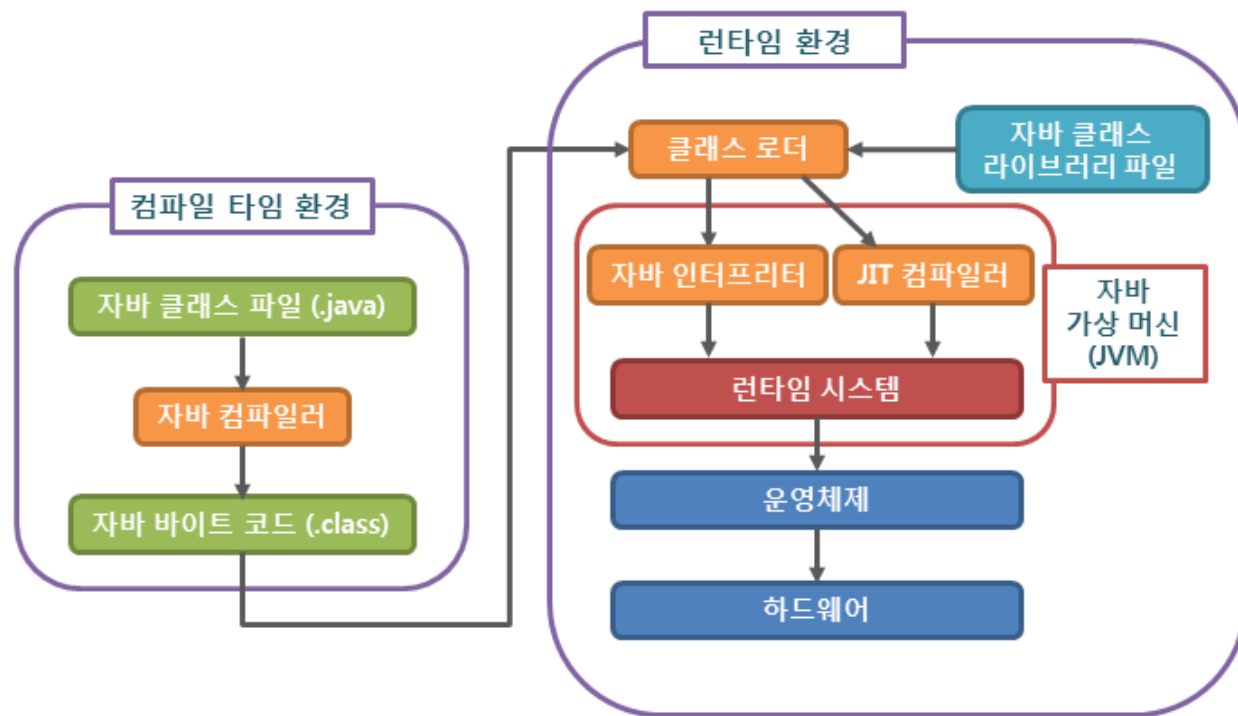 런타임 환경
클래스 로더
자바 클래스
라이브러리 파일
컴파일 타임 환경
자바 인터프리터
JIT 컴파일러
자바 클래스 파일 (.java)
자바
가상 머신
(JVM)
런타임 시스템
자바 컴파일러
운영체제
자바 바이트 코드 (.class)
하드웨어